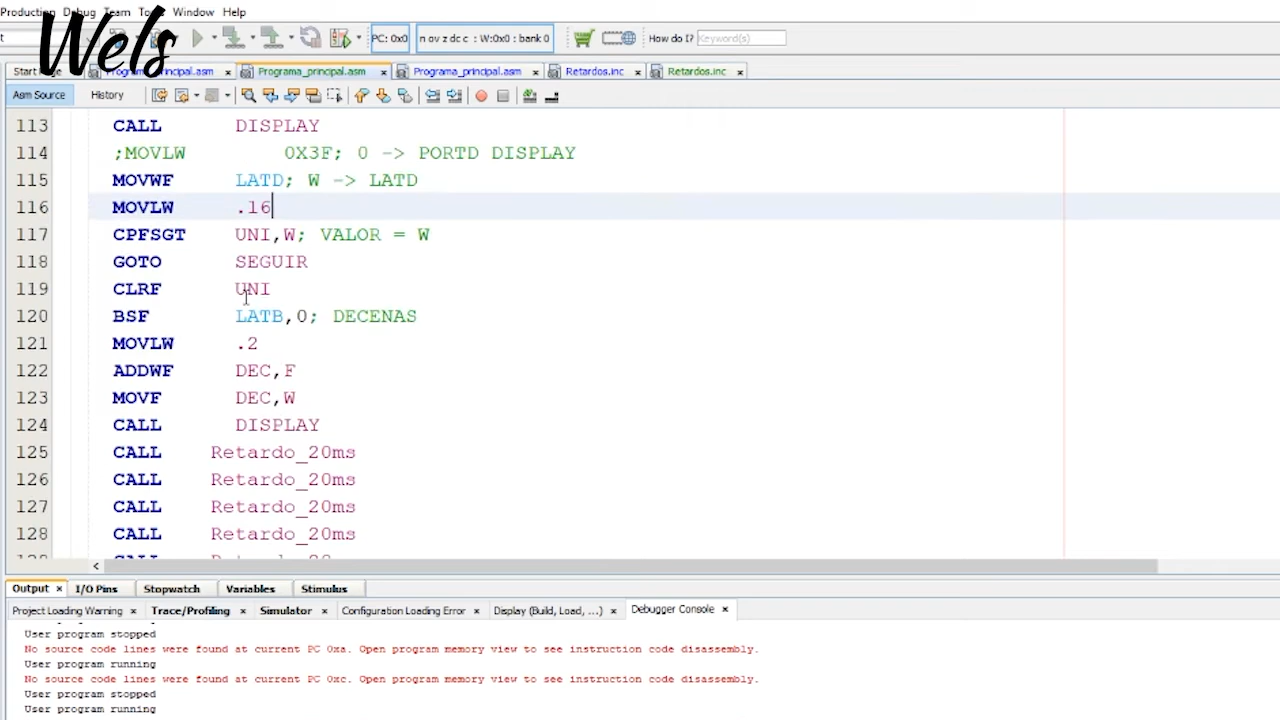 Production Debug Team Tools Window Help
Wels
t PC: 0x0 n ov z dc c : W:0x0 : bank 0 How do I? Keyword(s)
Start Page Programa_principal.asm x Programa_principal.asm x Programa_principal.asm x Retardos.inc x Retardos.inc x
Asm Source History
113 CALL DISPLAY
114 ;MOVLW 0X3F; 0 -> PORTD DISPLAY
115 MOVWF LATD; W -> LATD
116 MOVLW .16
117 CPFSGT UNI,W; VALOR = W
118 GOTO SEGUIR
119 CLRF UNI
120 BSF LATB,0; DECENAS
121 MOVLW .2
122 ADDWF DEC,F
123 MOVF DEC,W
124 CALL DISPLAY
125 CALL Retardo_20ms
126 CALL Retardo_20ms
127 CALL Retardo_20ms
128 CALL Retardo_20ms
Output x I/O Pins Stopwatch Variables Stimulus
Project Loading Warning x Trace/Profiling x Simulator x Configuration Loading Error x Display (Build, Load, ...) x Debugger Console x
User program stopped
No source code lines were found at current PC 0xa. Open program memory view to see instruction code disassembly.
User program running
No source code lines were found at current PC 0xc. Open program memory view to see instruction code disassembly.
User program stopped
User program running